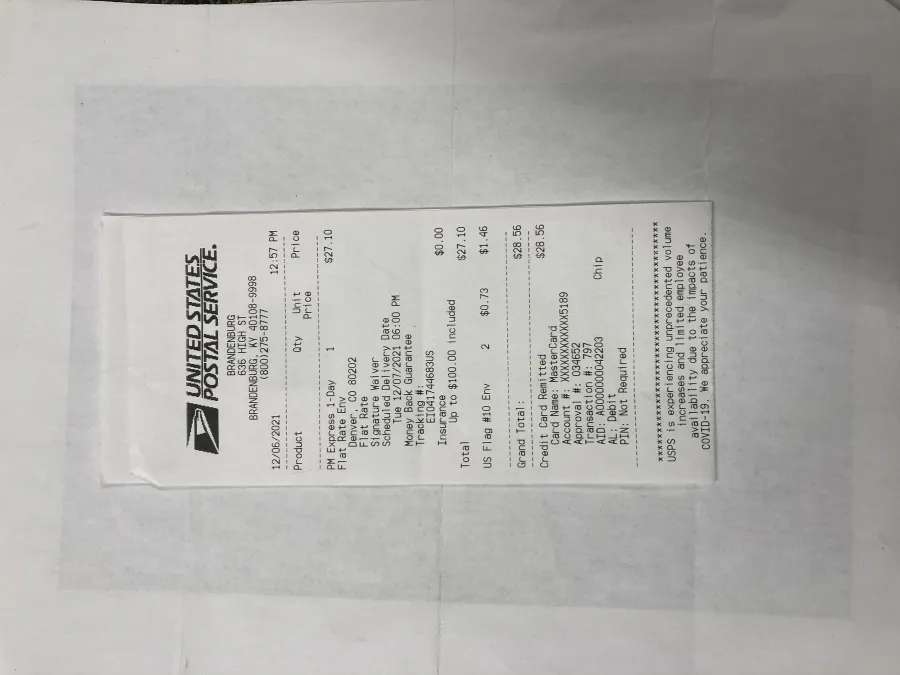 UNITED STATES
POSTAL SERVICE.
BRANDENBURG
636 HIGH ST
BRANDENBURG, KY 40108-9998
(800)275-8777
12/06/2021 12:57 PM
Product Qty Unit Price
Price
PM Express 1-Day 1 $27.10
Flat Rate Env
Denver, CO 80202
Flat Rate
Signature Waiver
Scheduled Delivery Date
Tue 12/07/2021 06:00 PM
Money Back Guarantee
Tracking #:
EI041744683US
Insurance $0.00
Up to $100.00 included
Total $27.10
US Flag #10 Env 2 $0.73 $1.46
Grand Total: $28.56
Credit Card Remitted $28.56
Card Name: MasterCard
Account #: XXXXXXXXXXXX5189
Approval #: 034652
Transaction #: 797
AID: A0000000042203 Chip
AL: Debit
PIN: Not Required
USPS is experiencing unprecedented volume
increases and limited employee
availability due to the impacts of
COVID-19. We appreciate your patience.